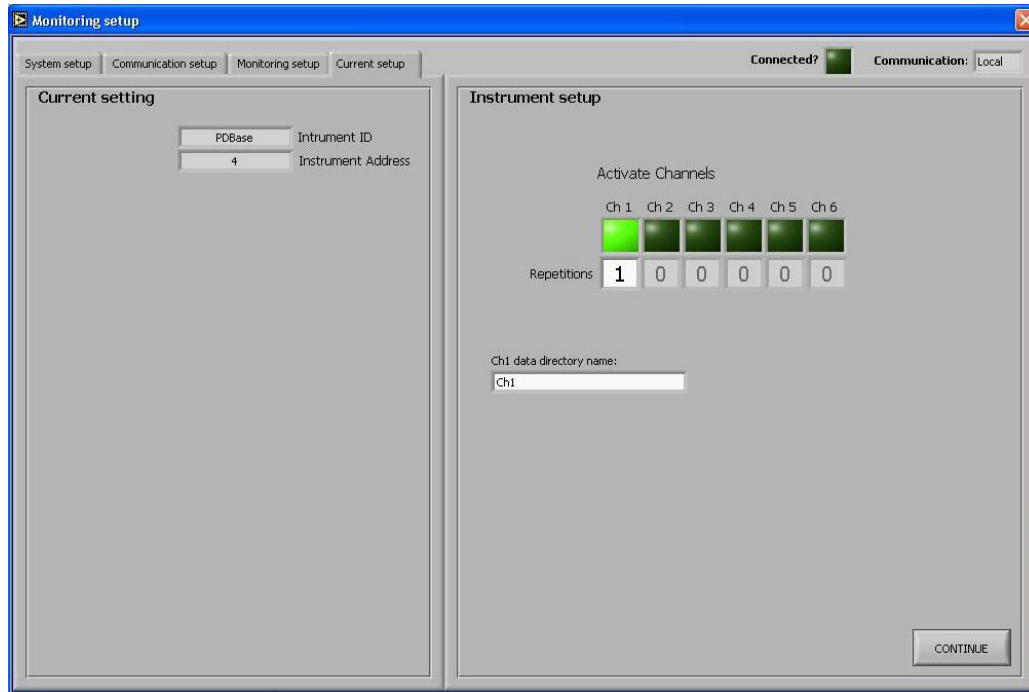 Monitoring setup
System setup Communication setup Monitoring setup Current setup
Connected? Communication: Local
Current setting
PDBase Intrument ID
4 Instrument Address
Instrument setup
Activate Channels
Ch 1 Ch 2 Ch 3 Ch 4 Ch 5 Ch 6
Repetitions 1 0 0 0 0 0
Ch1 data directory name:
Ch1
CONTINUE